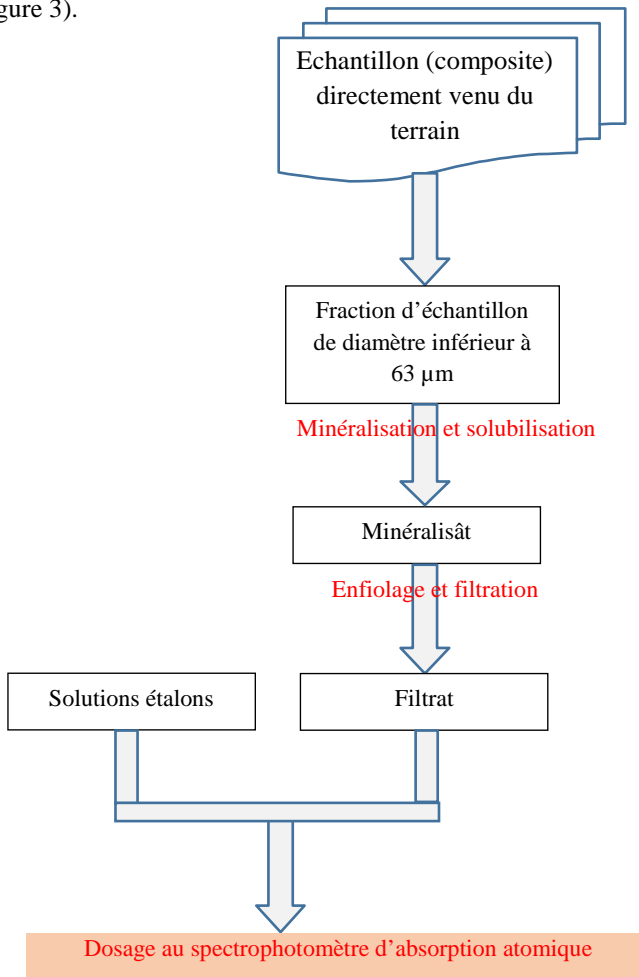 gure 3).
Echantillon (composite)
directement venu du
terrain
Fraction d’échantillon
de diamètre inférieur à
63 µm
Minéralisation et solubilisation
Minéralisât
Enfiolage et filtration
Solutions étalons
Filtrat
Dosage au spectrophotomètre d’absorption atomique